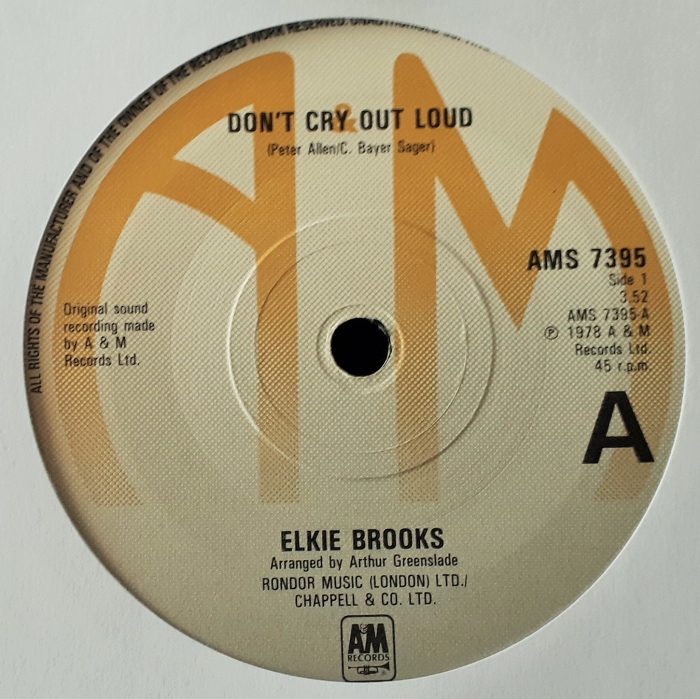 ALL RIGHTS OF THE MANUFACTURER AND OF THE OWNER OF THE RECORDED WORK RESERVED. UNAUTHORISED
A&M
DON'T CRY OUT LOUD
(Peter Allen/C. Bayer Sager)
AMS 7395
Side 1
3.52
AMS 7395 A
℗ 1978 A & M
Records Ltd.
45 r.p.m.
A
Original sound
recording made
by A & M
Records Ltd.
ELKIE BROOKS
Arranged by Arthur Greenslade
RONDOR MUSIC (LONDON) LTD./
CHAPPELL & CO. LTD.
A&M
RECORDS
®